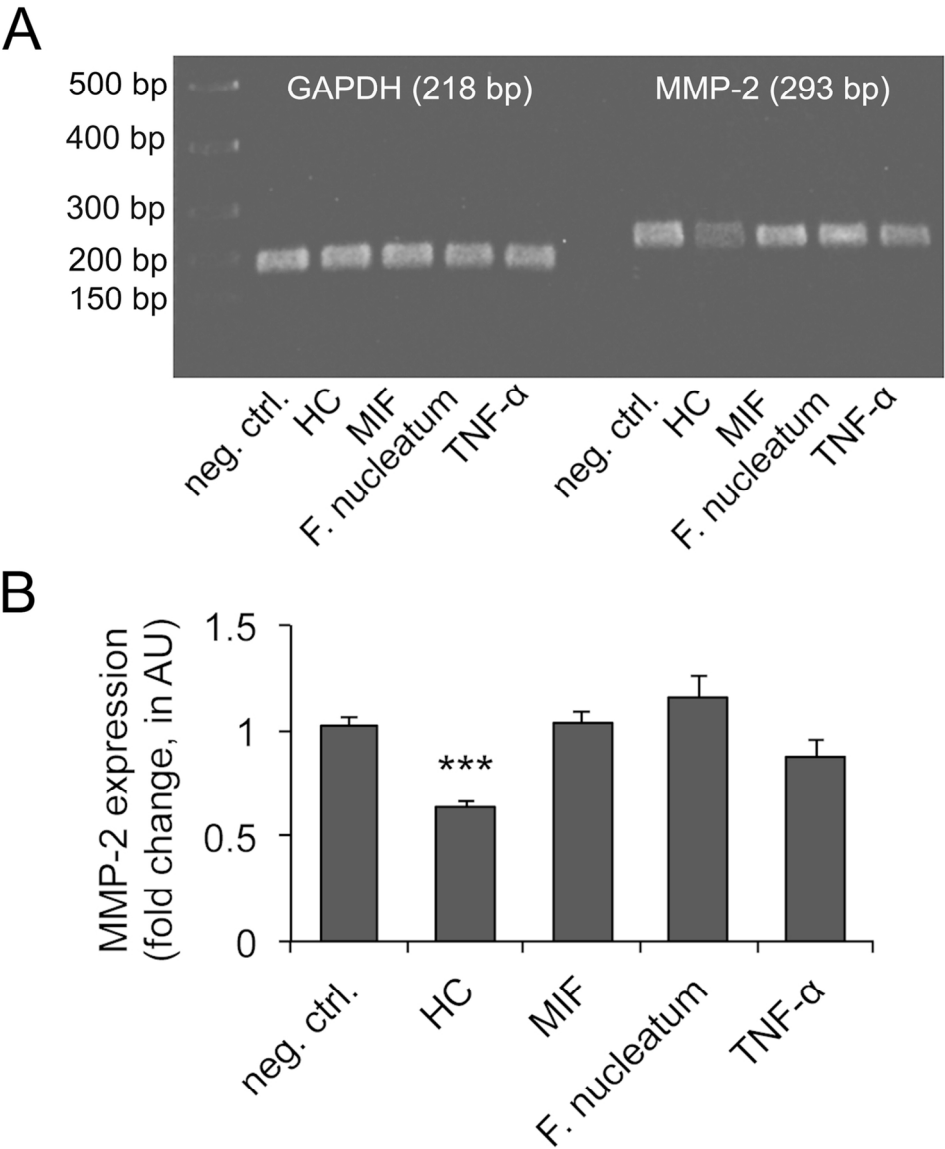 A
500 bp
400 bp
300 bp
200 bp
150 bp
GAPDH (218 bp)
MMP-2 (293 bp)
neg. ctrl.
HC
MIF
F. nucleatum
TNF-α
neg. ctrl.
HC
MIF
F. nucleatum
TNF-α
B
MMP-2 expression
(fold change, in AU)
1.5
1
0.5
0
***
neg. ctrl.
HC
MIF
F. nucleatum
TNF-α